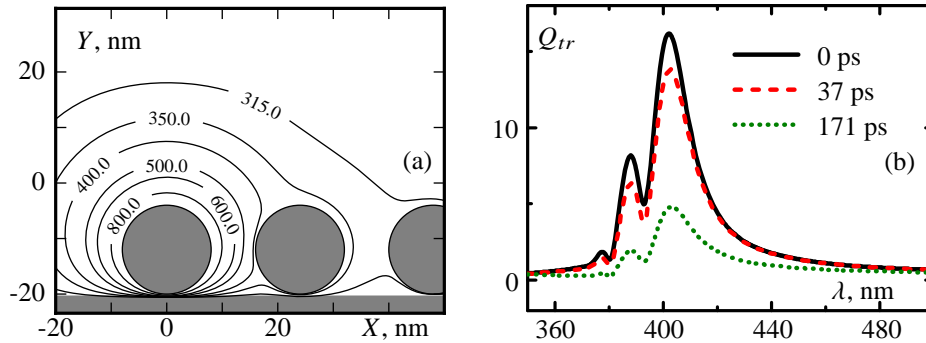 Y, nm
20
0
-20
-20
0
20
X, nm
315.0
350.0
400.0
500.0
600.0
800.0
(a)
Q_tr
10
0
0 ps
37 ps
171 ps
(b)
λ, nm
360
400
440
480